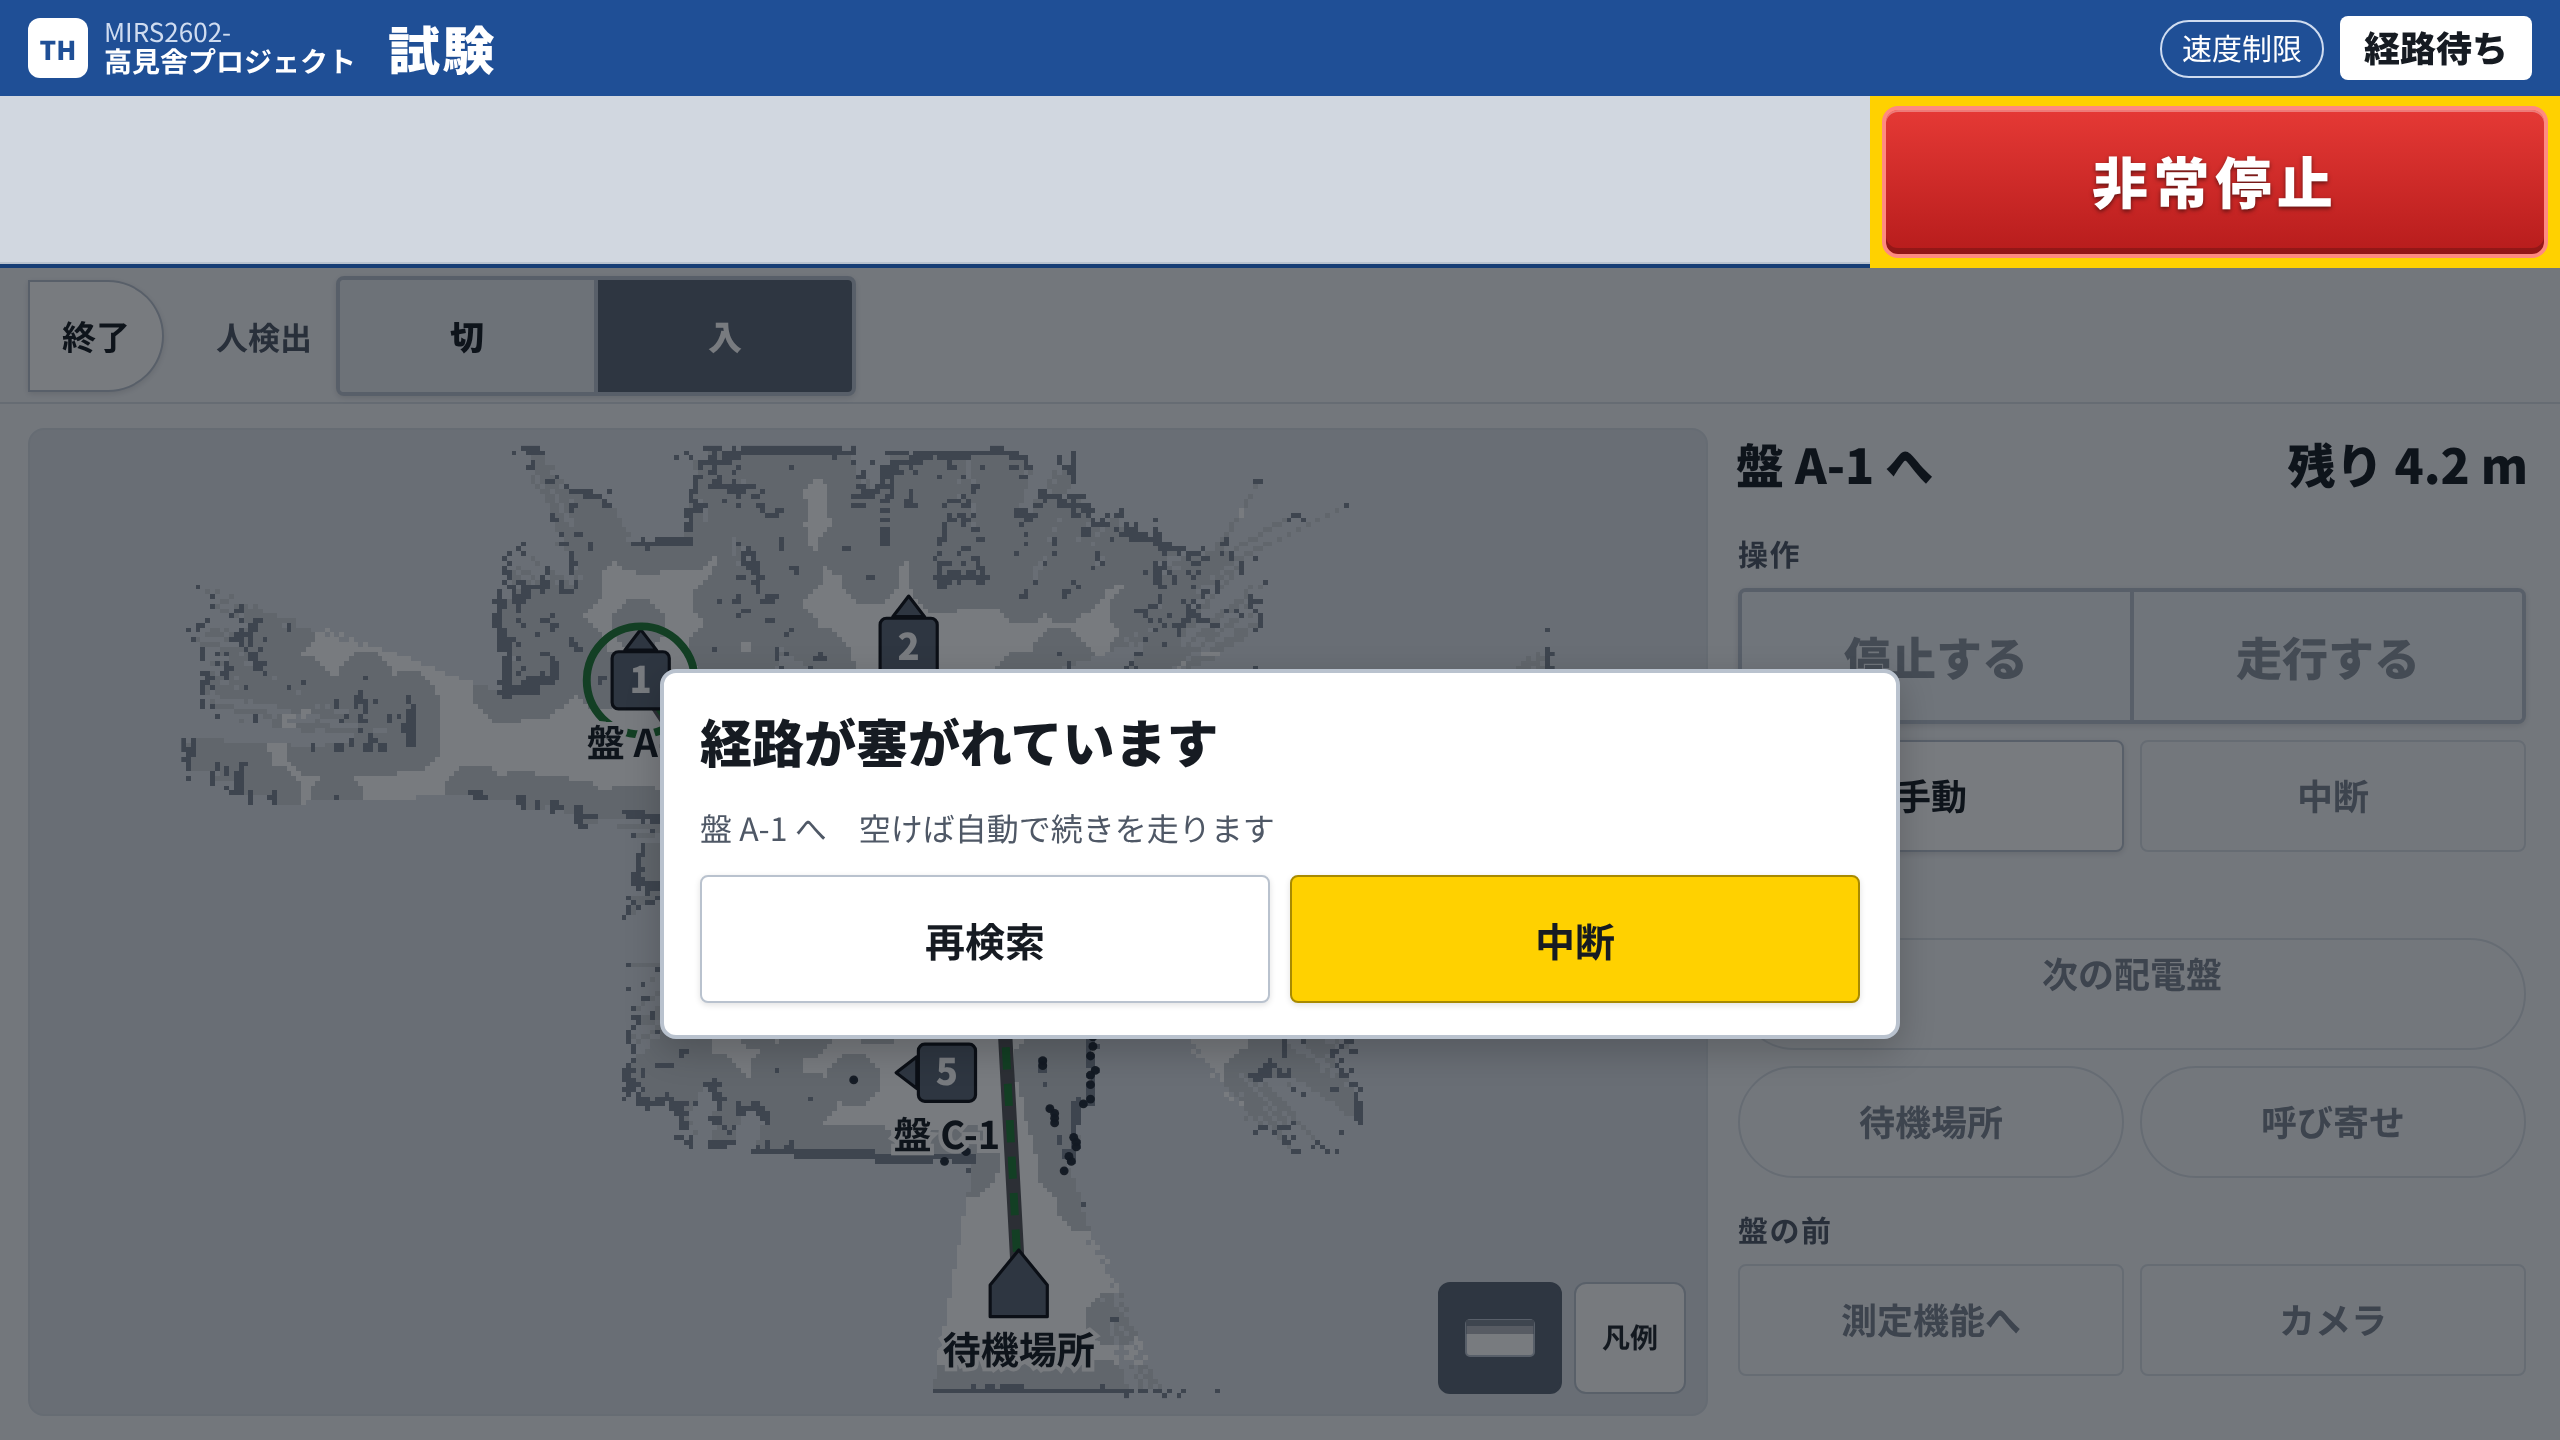 TH
MIRS2602-
高見舎プロジェクト
試験
速度制限
経路待ち
非常停止
終了
人検出
切
入
盤 A-1 へ
残り 4.2 m
操作
停止する
走行する
手動
中断
次の配電盤
待機場所
呼び寄せ
盤の前
測定機能へ
カメラ
1
盤 A
2
経路が塞がれています
盤 A-1 へ 空けば自動で続きを走ります
再検索
中断
5
盤 C-1
待機場所
凡例